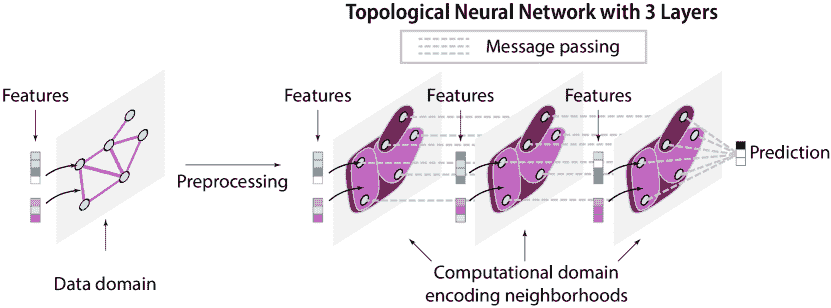 Topological Neural Network with 3 Layers
Message passing
Features
Features
Features
Features
Preprocessing
Prediction
Data domain
Computational domain
encoding neighborhoods